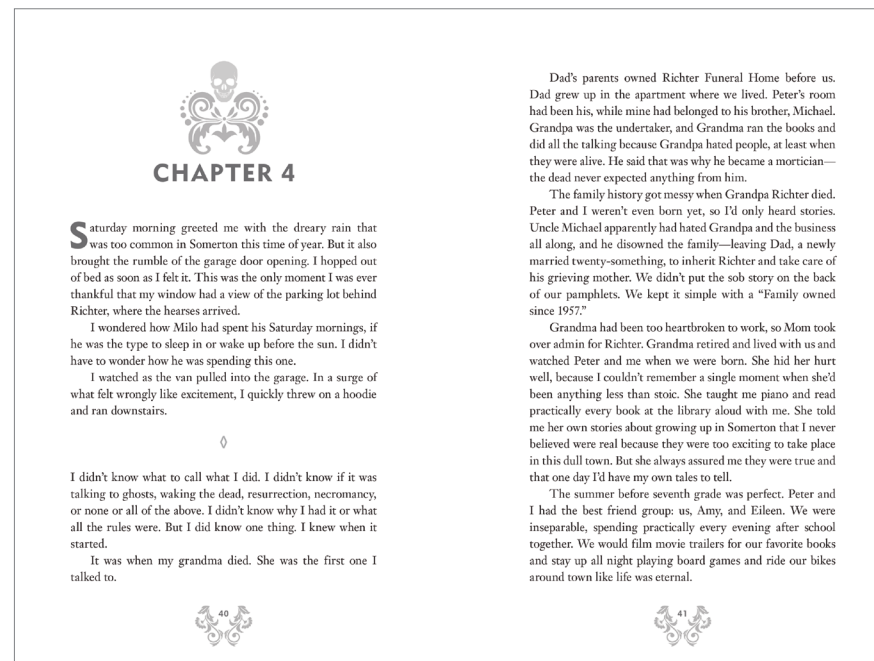 CHAPTER 4
Saturday morning greeted me with the dreary rain that
was too common in Somerton this time of year. But it also
brought the rumble of the garage door opening. I hopped out
of bed as soon as I felt it. This was the only moment I was ever
thankful that my window had a view of the parking lot behind
Richter, where the hearses arrived.
I wondered how Milo had spent his Saturday mornings, if
he was the type to sleep in or wake up before the sun. I didn’t
have to wonder how he was spending this one.
I watched as the van pulled into the garage. In a surge of
what felt wrongly like excitement, I quickly threw on a hoodie
and ran downstairs.
I didn’t know what to call what I did. I didn’t know if it was
talking to ghosts, waking the dead, resurrection, necromancy,
or none or all of the above. I didn’t know why I had it or what
all the rules were. But I did know one thing. I knew when it
started.
It was when my grandma died. She was the first one I
talked to.
40
Dad’s parents owned Richter Funeral Home before us.
Dad grew up in the apartment where we lived. Peter’s room
had been his, while mine had belonged to his brother, Michael.
Grandpa was the undertaker, and Grandma ran the books and
did all the talking because Grandpa hated people, at least when
they were alive. He said that was why he became a mortician—
the dead never expected anything from him.
The family history got messy when Grandpa Richter died.
Peter and I weren’t even born yet, so I’d only heard stories.
Uncle Michael apparently had hated Grandpa and the business
all along, and he disowned the family—leaving Dad, a newly
married twenty-something, to inherit Richter and take care of
his grieving mother. We didn’t put the sob story on the back
of our pamphlets. We kept it simple with a “Family owned
since 1957.”
Grandma had been too heartbroken to work, so Mom took
over admin for Richter. Grandma retired and lived with us and
watched Peter and me when we were born. She hid her hurt
well, because I couldn’t remember a single moment when she’d
been anything less than stoic. She taught me piano and read
practically every book at the library aloud with me. She told
me her own stories about growing up in Somerton that I never
believed were real because they were too exciting to take place
in this dull town. But she always assured me they were true and
that one day I’d have my own tales to tell.
The summer before seventh grade was perfect. Peter and
I had the best friend group: us, Amy, and Eileen. We were
inseparable, spending practically every evening after school
together. We would film movie trailers for our favorite books
and stay up all night playing board games and ride our bikes
around town like life was eternal.
41